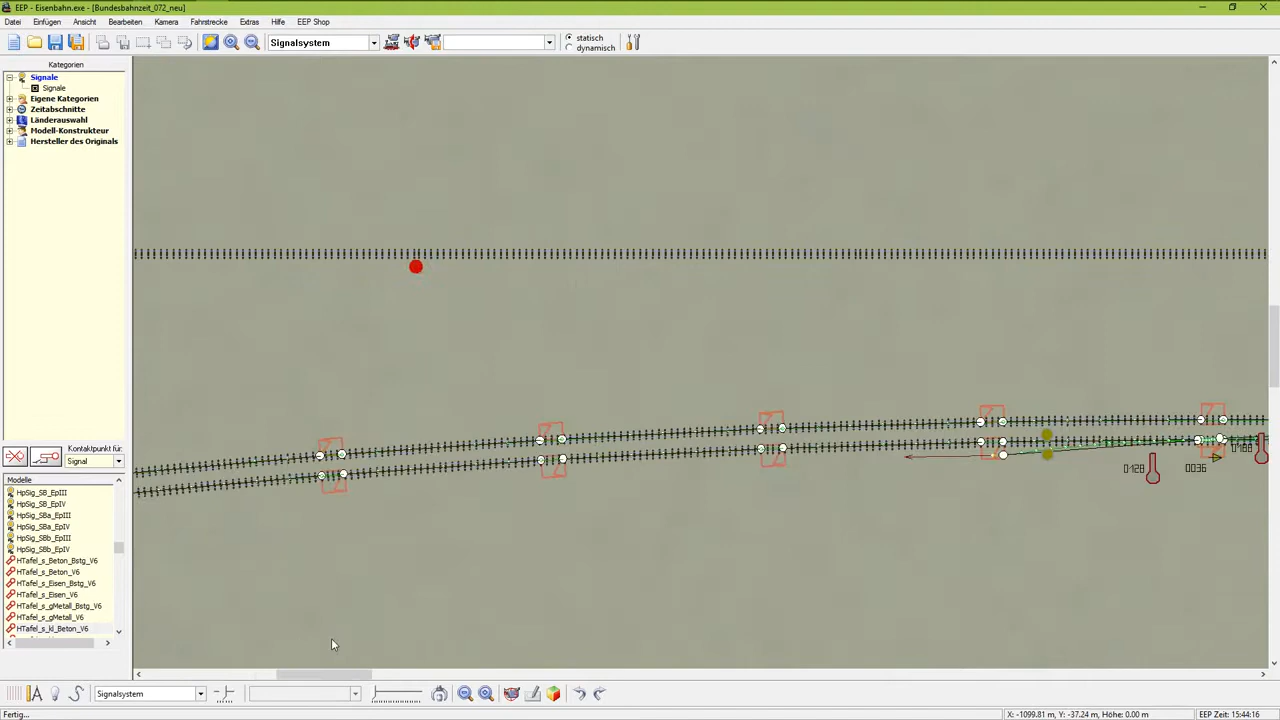 EEP - Eisenbahn.exe - [Bundesbahnzeit_072_neu]
Datei Einfügen Ansicht Bearbeiten Kamera Fahrstrecke Extras Hilfe EEP Shop
Signalsystem
statisch
dynamisch
Kategorien
Signale
Signale
Eigene Kategorien
Zeitabschnitte
Länderauswahl
Modell-Konstrukteur
Hersteller des Originals
Kontaktpunkt für:
Signal
Modelle
HpSig_SB_EpIII
HpSig_SB_EpIV
HpSig_SBa_EpIII
HpSig_SBa_EpIV
HpSig_SBb_EpIII
HpSig_SBb_EpIV
HTafel_s_Beton_Bstg_V6
HTafel_s_Beton_V6
HTafel_s_Eisen_Bstg_V6
HTafel_s_Eisen_V6
HTafel_s_gMetall_Bstg_V6
HTafel_s_gMetall_V6
HTafel_s_kl_Beton_V6
0128 0036
Signalsystem
Fertig... X: -1099.81 m, Y: -37.24 m, Höhe: 0.00 m EEP Zeit: 15:44:16